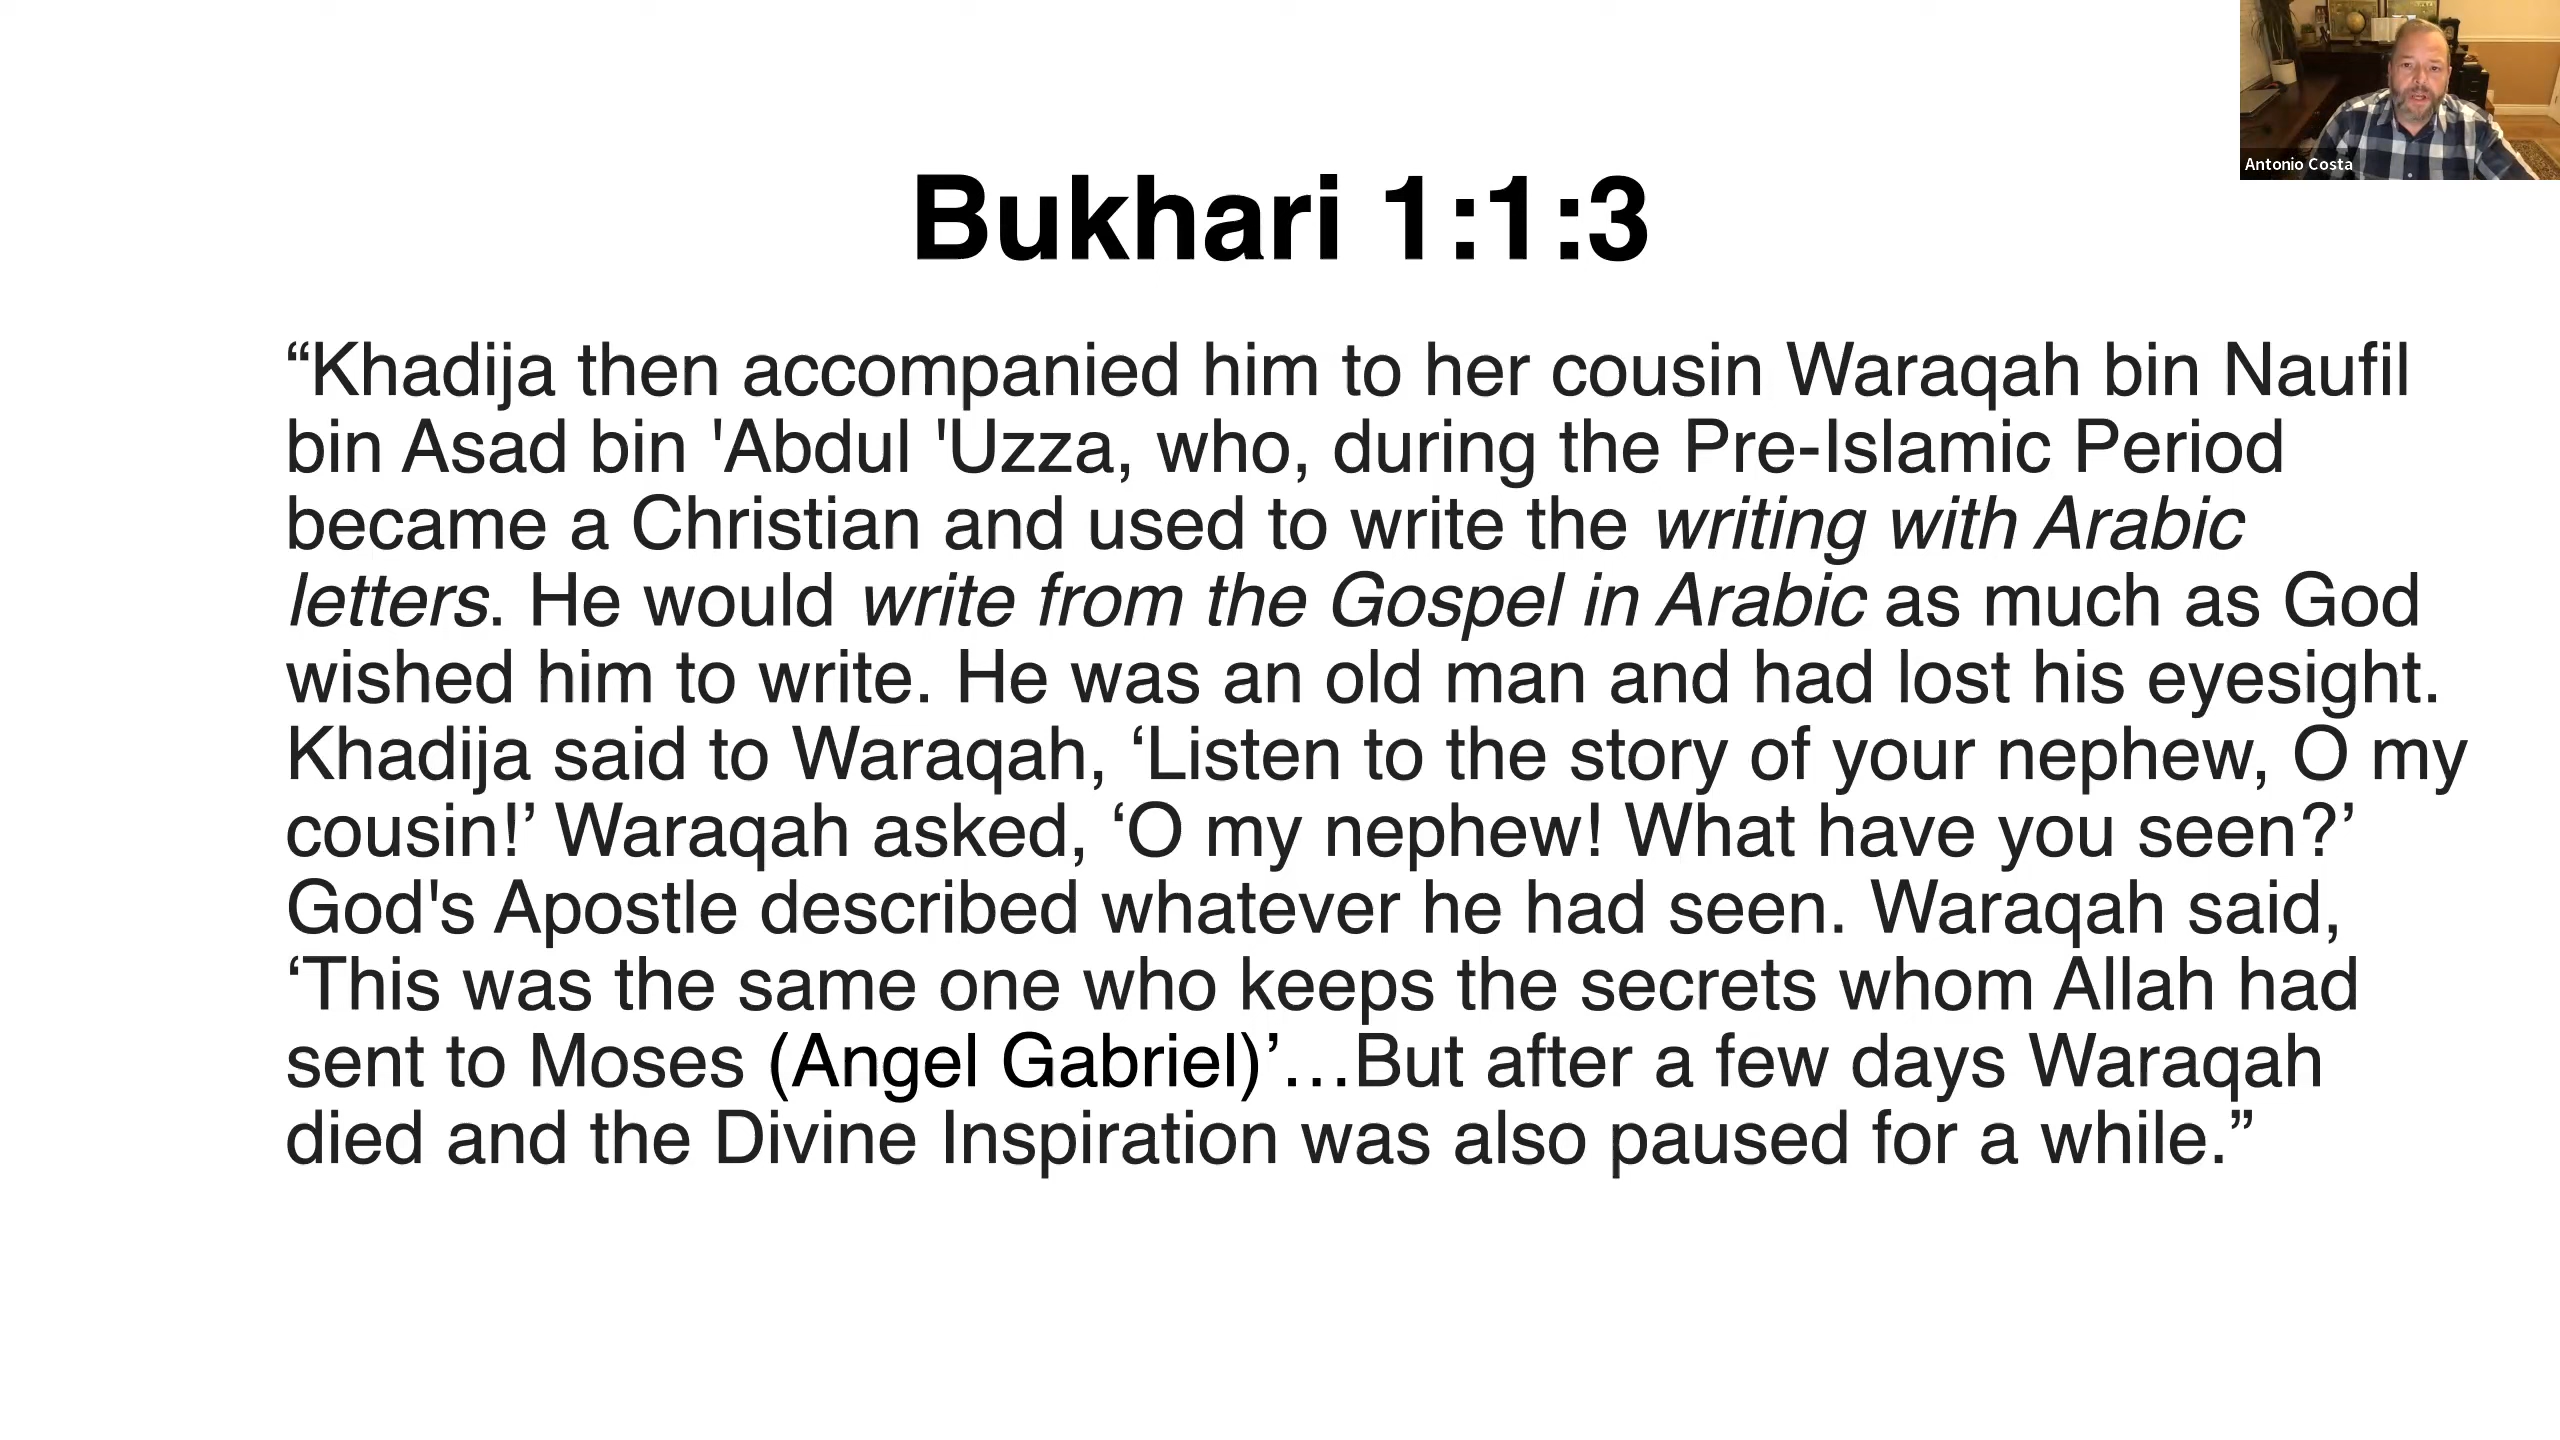 Antonio Costa
Bukhari 1:1:3
“Khadija then accompanied him to her cousin Waraqah bin Naufil
bin Asad bin 'Abdul 'Uzza, who, during the Pre-Islamic Period
became a Christian and used to write the writing with Arabic
letters. He would write from the Gospel in Arabic as much as God
wished him to write. He was an old man and had lost his eyesight.
Khadija said to Waraqah, ‘Listen to the story of your nephew, O my
cousin!’ Waraqah asked, ‘O my nephew! What have you seen?’
God's Apostle described whatever he had seen. Waraqah said,
‘This was the same one who keeps the secrets whom Allah had
sent to Moses (Angel Gabriel)’…But after a few days Waraqah
died and the Divine Inspiration was also paused for a while.”